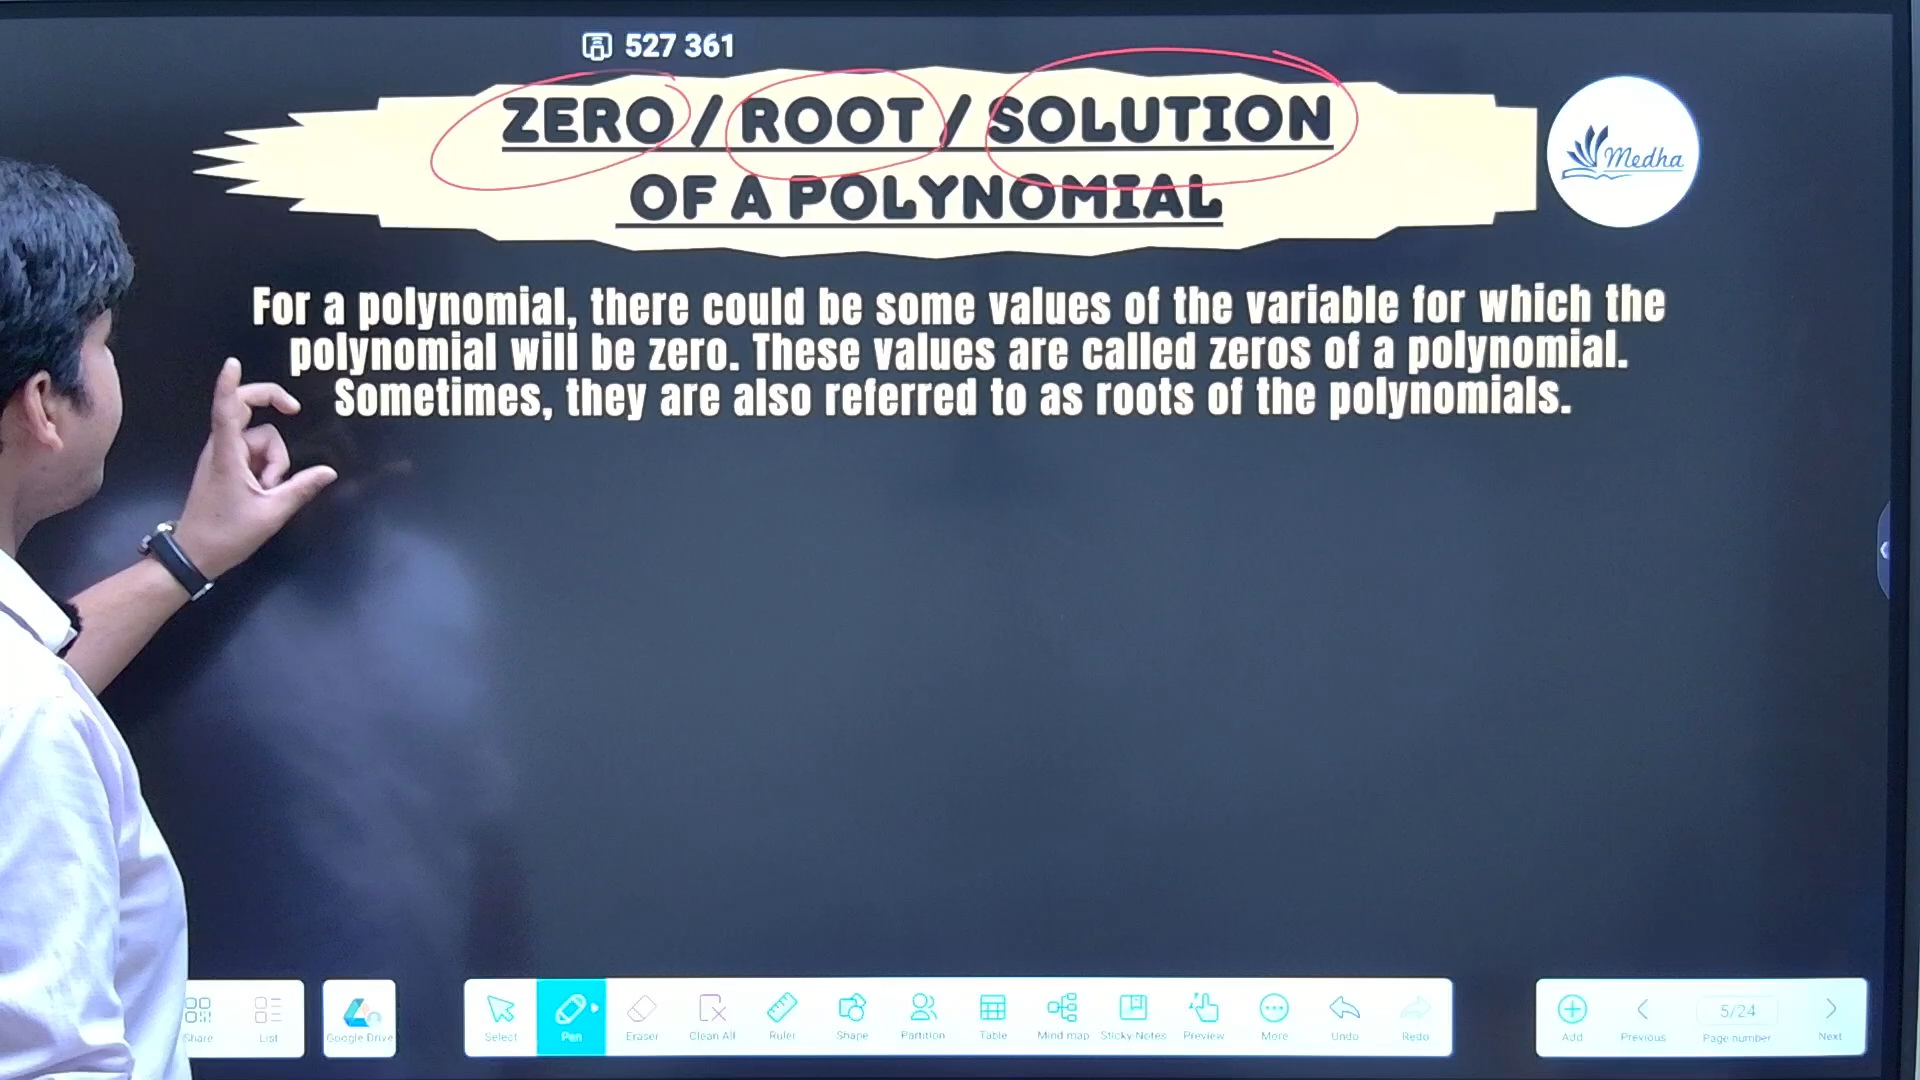 527 361
ZERO / ROOT / SOLUTION
OF A POLYNOMIAL
Medha
For a polynomial, there could be some values of the variable for which the
polynomial will be zero. These values are called zeros of a polynomial.
Sometimes, they are also referred to as roots of the polynomials.
Share List Google Drive Select Pen Eraser Clean All Ruler Shape Partition Table Mind map Sticky Notes Preview More Undo Redo Add Previous 5/24 Page number Next